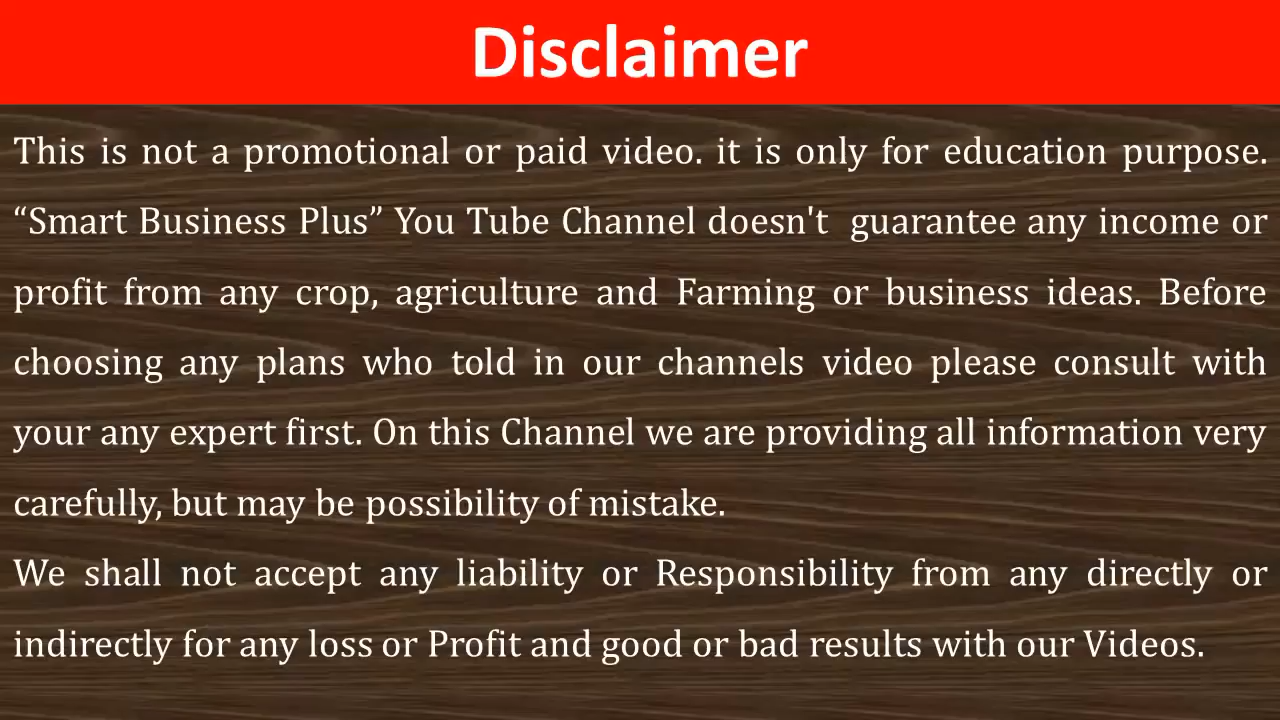 Disclaimer
This is not a promotional or paid video. it is only for education purpose.
“Smart Business Plus” You Tube Channel doesn't  guarantee any income or
profit from any crop, agriculture and Farming or business ideas. Before
choosing any plans who told in our channels video please consult with
your any expert first. On this Channel we are providing all information very
carefully, but may be possibility of mistake.
We shall not accept any liability or Responsibility from any directly or
indirectly for any loss or Profit and good or bad results with our Videos.